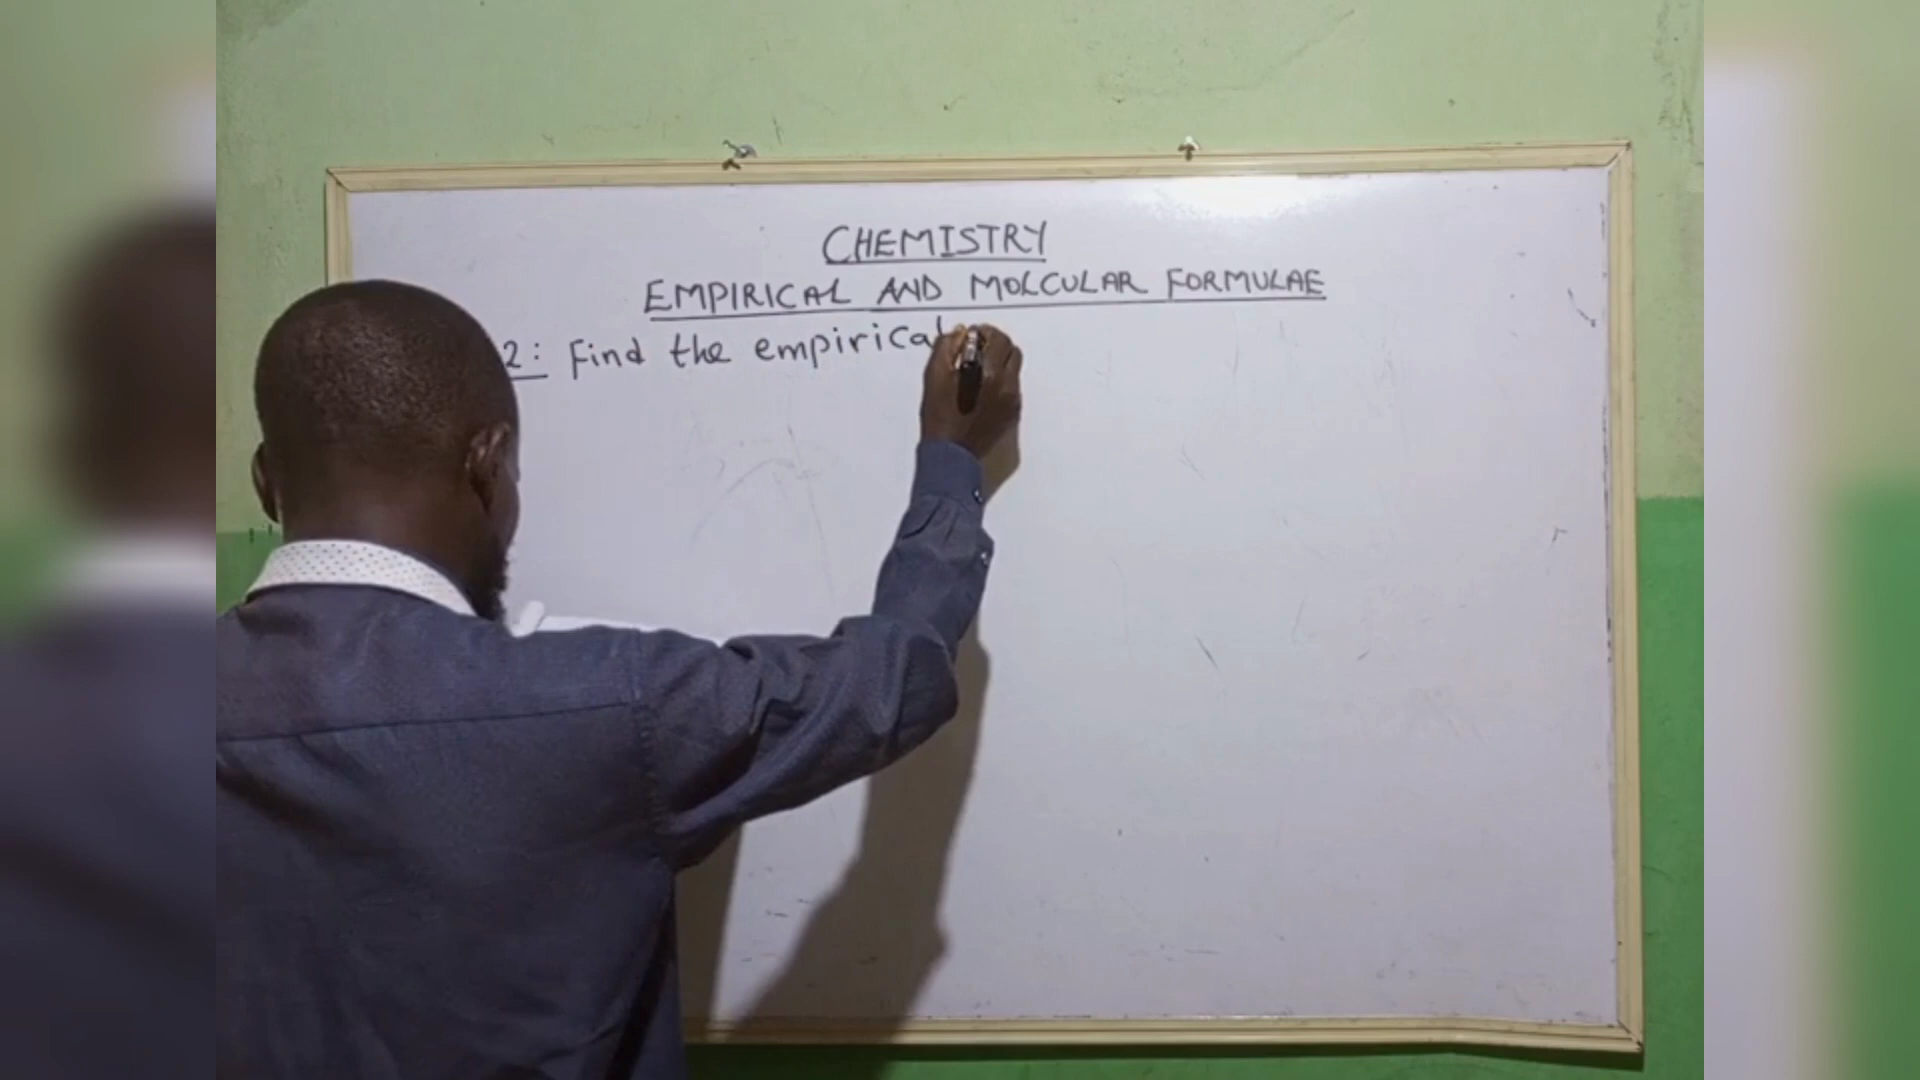 CHEMISTRY
EMPIRICAL AND MOLCULAR FORMULAE
2: Find the empirical